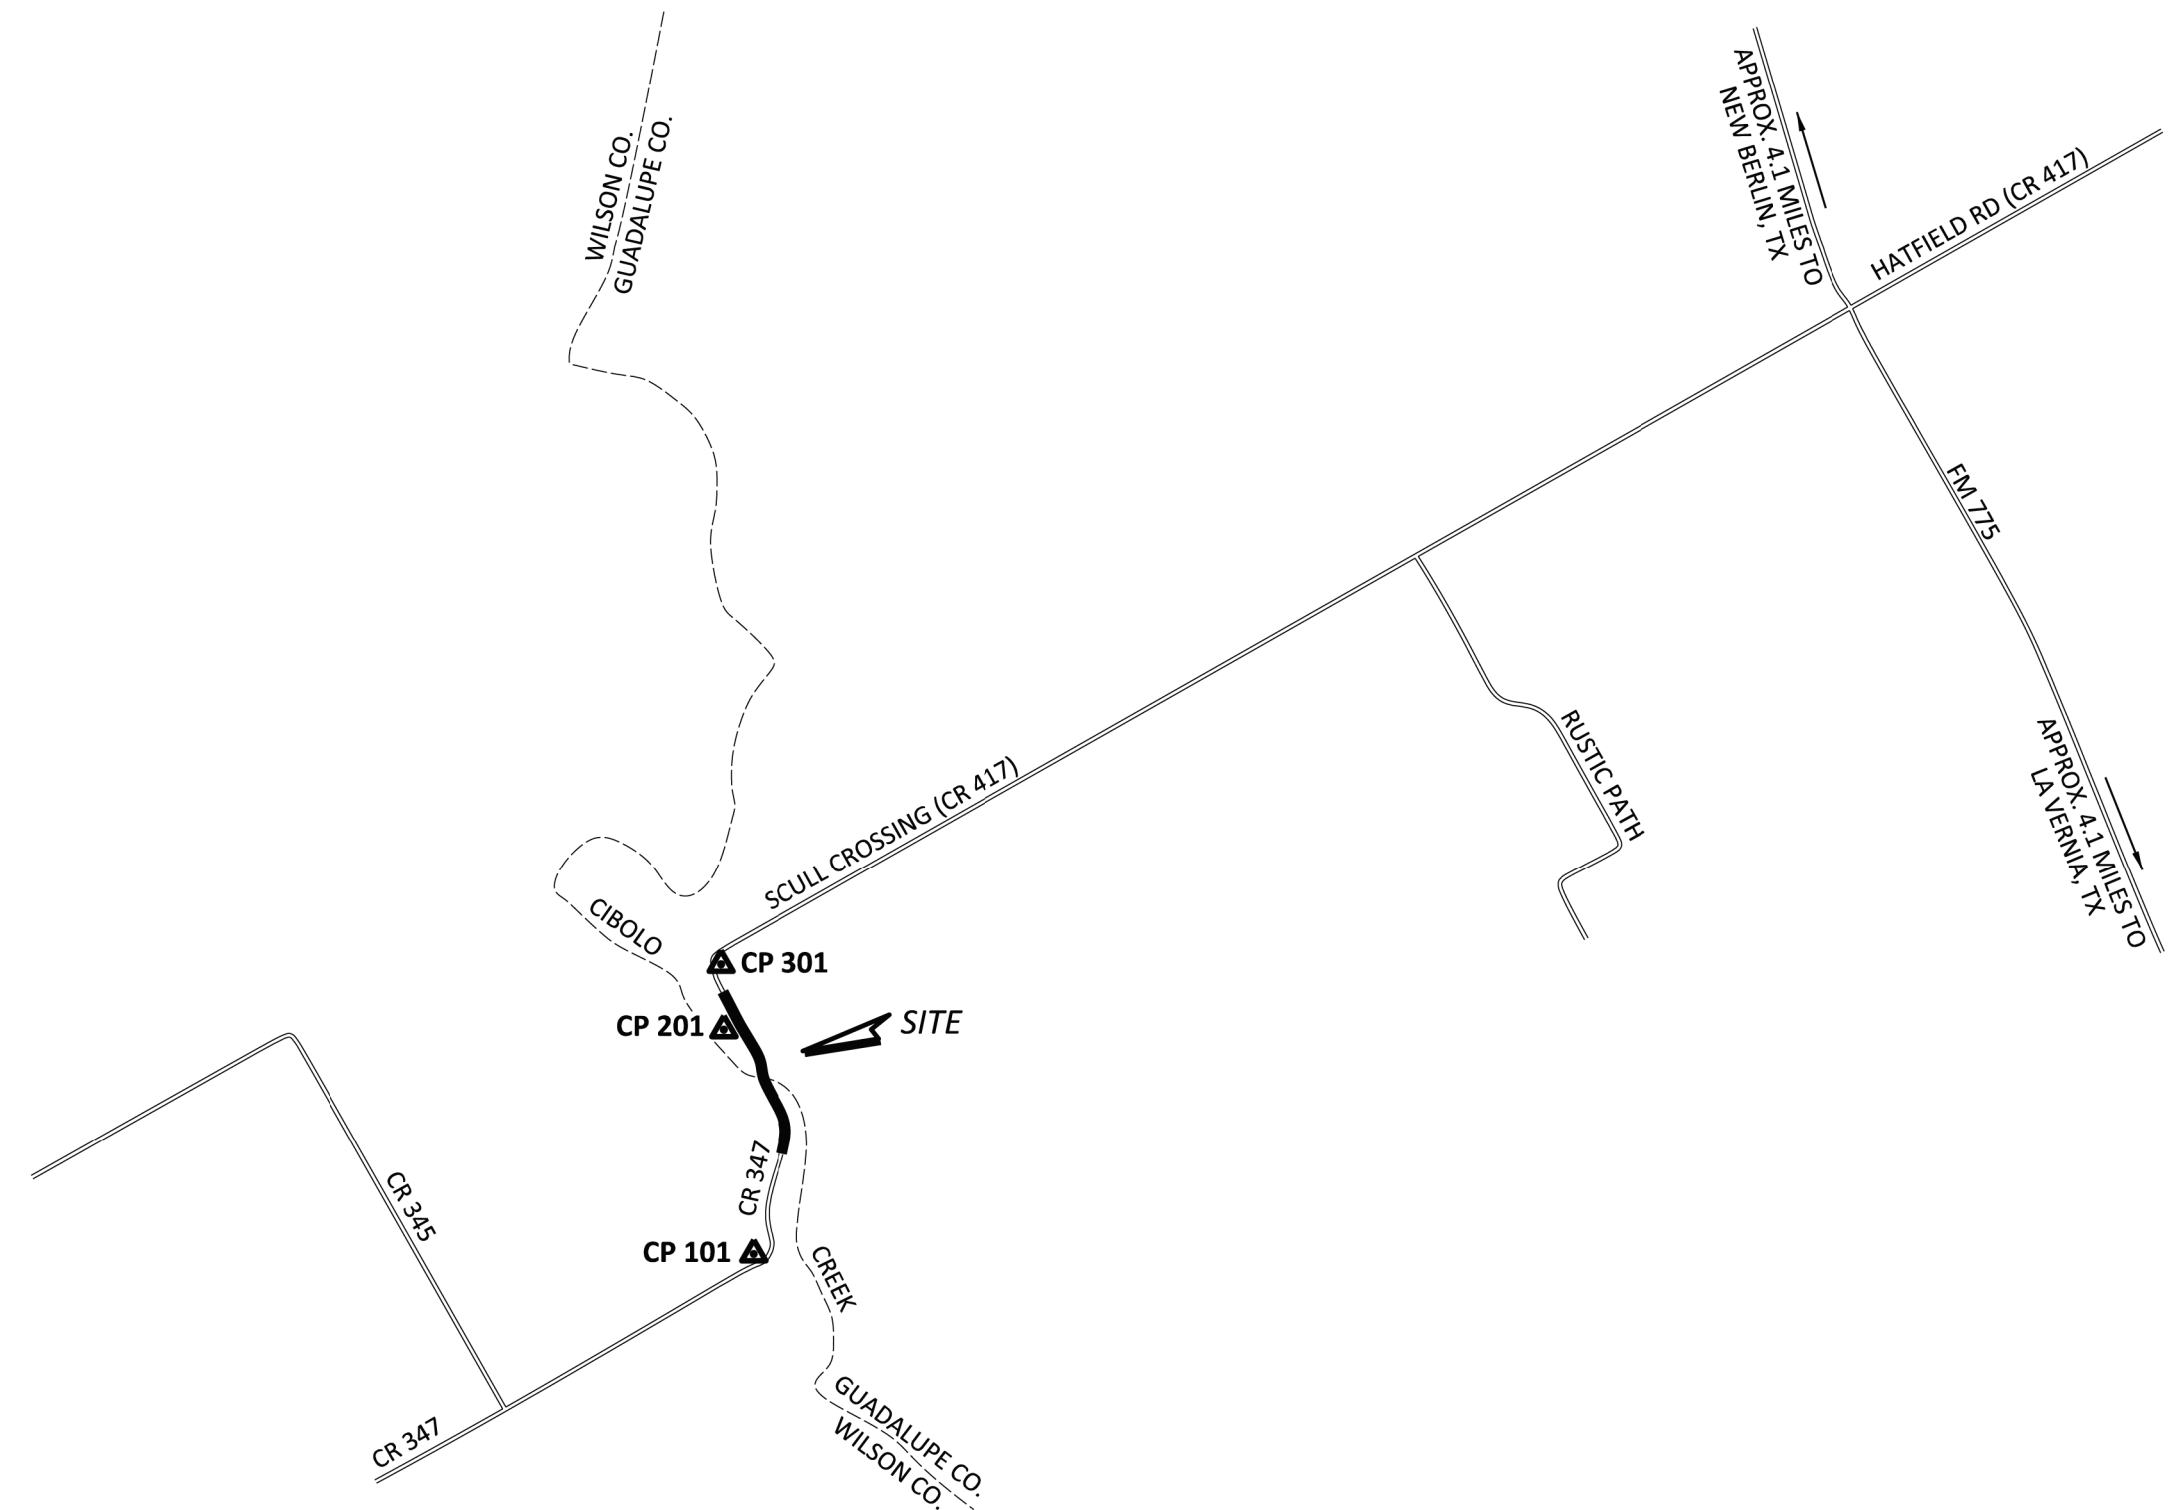 APPROX. 4.1 MILES TO
NEW BERLIN, TX
WILSON CO.
GUADALUPE CO.
HATFIELD RD (CR 417)
FM 775
RUSTIC PATH
APPROX. 4.1 MILES TO
LA VERNIA, TX
SCULL CROSSING (CR 417)
CIBOLO
CP 301
CP 201
SITE
CR 345
CR 347
CP 101
CREEK
CR 347
GUADALUPE CO.
WILSON CO.